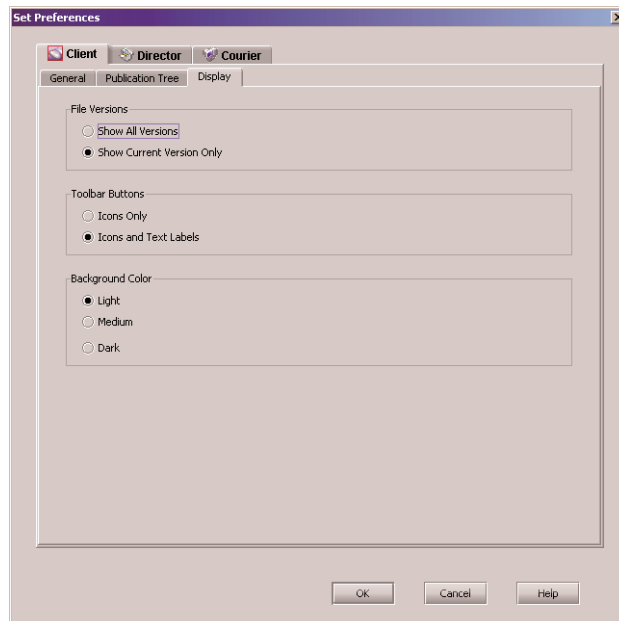 Set Preferences
Client Director Courier
General Publication Tree Display
File Versions
Show All Versions
Show Current Version Only
Toolbar Buttons
Icons Only
Icons and Text Labels
Background Color
Light
Medium
Dark
OK Cancel Help